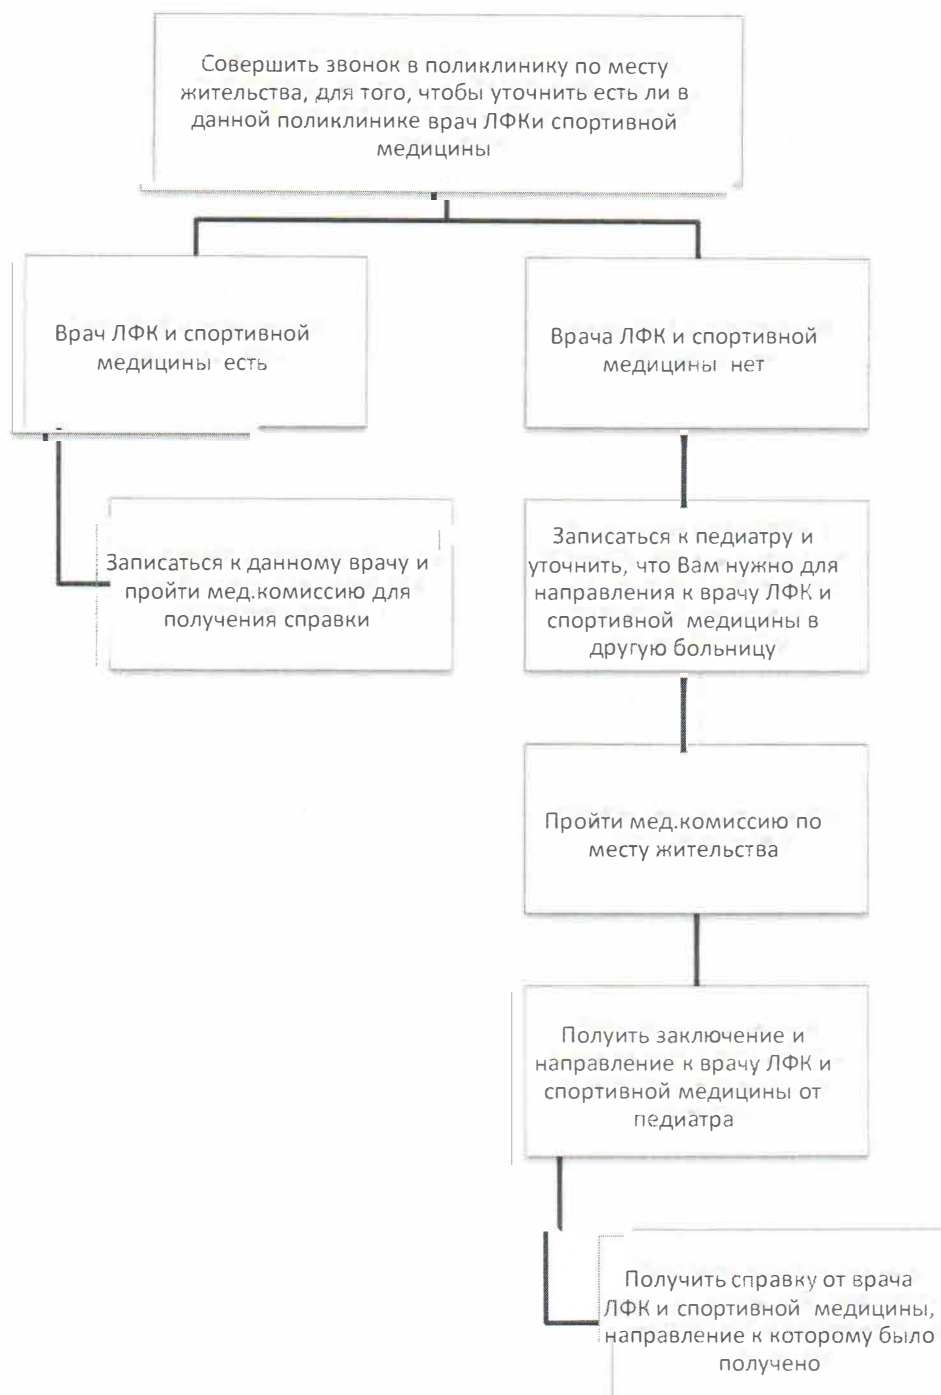 Совершить звонок в поликлинику по месту
жительства, для того, чтобы уточнить есть ли в
данной поликлинике врач ЛФКи спортивной
медицины
Врач ЛФК и спортивной
медицины есть
Врача ЛФК и спортивной
медицины нет
Записаться к данному врачу и
пройти мед.комиссию для
получения справки
Записаться к педиатру и
уточнить, что Вам нужно для
направления к врачу ЛФК и
спортивной медицины в
другую больницу
Пройти мед.комиссию по
месту жительства
Полуить заключение и
направление к врачу ЛФК и
спортивной медицины от
педиатра
Получить справку от врача
ЛФК и спортивной медицины,
направление к которому было
получено